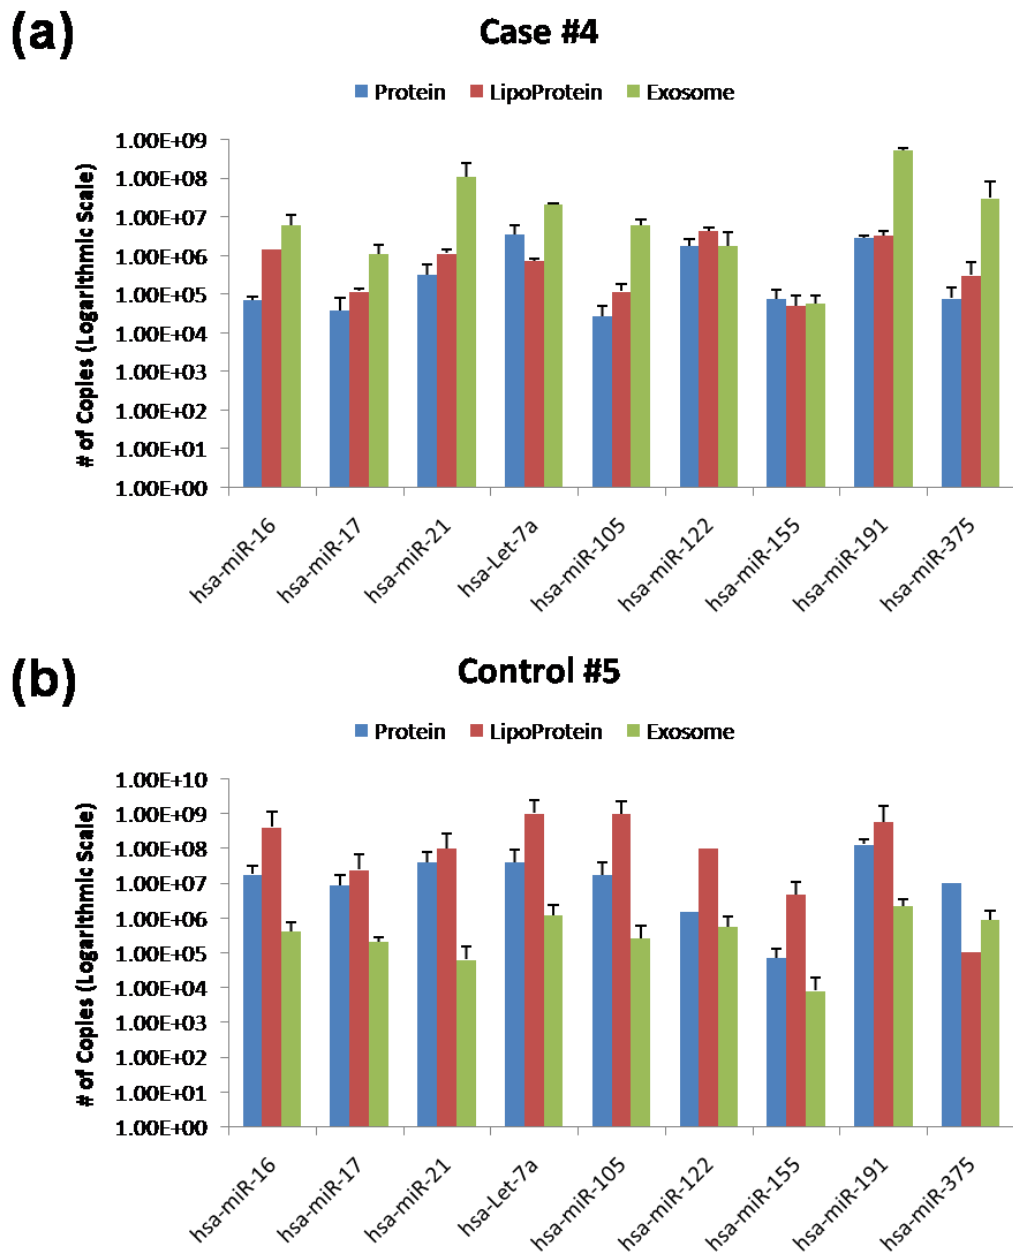 (a)
Case #4
Protein LipoProtein Exosome
# of Copies (Logarithmic Scale)
1.00E+09
1.00E+08
1.00E+07
1.00E+06
1.00E+05
1.00E+04
1.00E+03
1.00E+02
1.00E+01
1.00E+00
hsa-miR-16 hsa-miR-17 hsa-miR-21 hsa-Let-7a hsa-miR-105 hsa-miR-122 hsa-miR-155 hsa-miR-191 hsa-miR-375
(b)
Control #5
Protein LipoProtein Exosome
# of Copies (Logarithmic Scale)
1.00E+10
1.00E+09
1.00E+08
1.00E+07
1.00E+06
1.00E+05
1.00E+04
1.00E+03
1.00E+02
1.00E+01
1.00E+00
hsa-miR-16 hsa-miR-17 hsa-miR-21 hsa-Let-7a hsa-miR-105 hsa-miR-122 hsa-miR-155 hsa-miR-191 hsa-miR-375